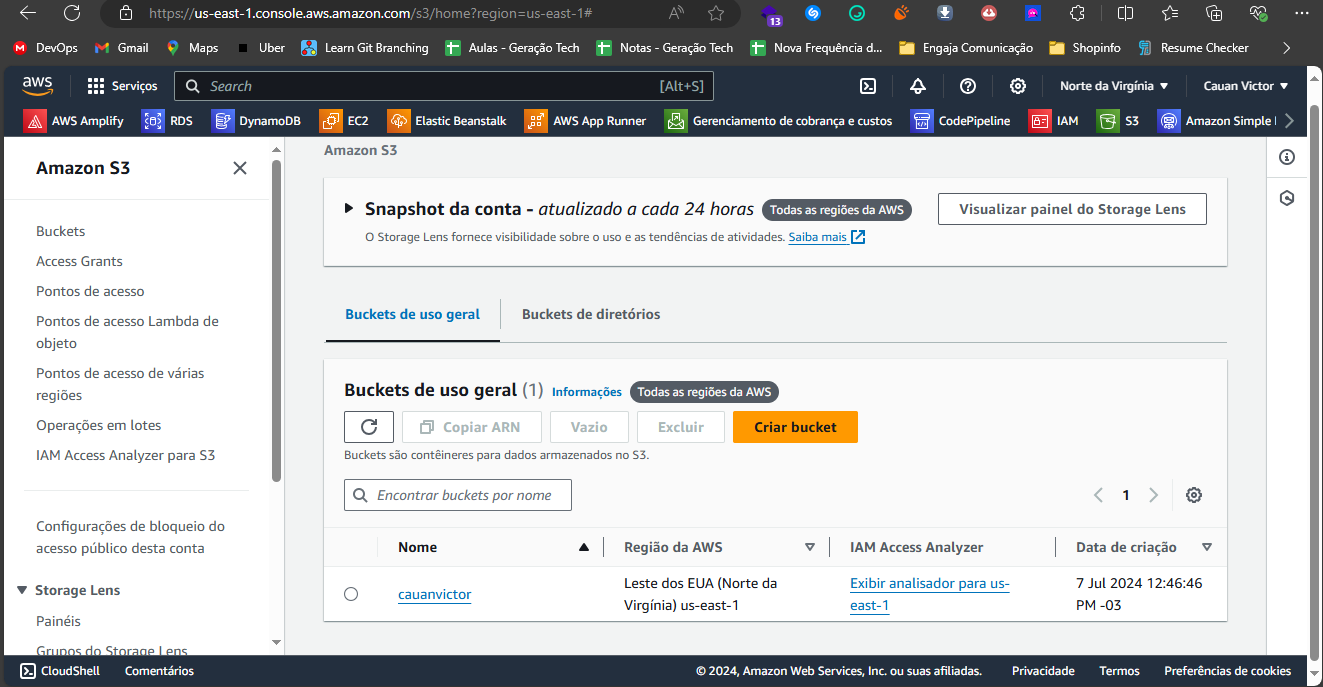 https://us-east-1.console.aws.amazon.com/s3/home?region=us-east-1#
13
DevOps
Gmail
Maps
Uber
Learn Git Branching
Aulas - Geração Tech
Notas - Geração Tech
Nova Frequência d...
Engaja Comunicação
Shopinfo
Resume Checker
aws
Serviços
Search
[Alt+S]
Norte da Virgínia
Cauan Victor
AWS Amplify
RDS
DynamoDB
EC2
Elastic Beanstalk
AWS App Runner
Gerenciamento de cobrança e custos
CodePipeline
IAM
S3
Amazon Simple
Amazon S3
Buckets
Access Grants
Pontos de acesso
Pontos de acesso Lambda de
objeto
Pontos de acesso de várias
regiões
Operações em lotes
IAM Access Analyzer para S3
Configurações de bloqueio do
acesso público desta conta
Storage Lens
Painéis
Grupos do Storage Lens
Amazon S3
Snapshot da conta - atualizado a cada 24 horas
Todas as regiões da AWS
Visualizar painel do Storage Lens
O Storage Lens fornece visibilidade sobre o uso e as tendências de atividades. Saiba mais
Buckets de uso geral
Buckets de diretórios
Buckets de uso geral (1) Informações
Todas as regiões da AWS
Copiar ARN
Vazio
Excluir
Criar bucket
Buckets são contêineres para dados armazenados no S3.
Encontrar buckets por nome
1
Nome
Região da AWS
IAM Access Analyzer
Data de criação
cauanvictor
Leste dos EUA (Norte da
Virgínia) us-east-1
Exibir analisador para us-
east-1
7 Jul 2024 12:46:46
PM -03
CloudShell
Comentários
© 2024, Amazon Web Services, Inc. ou suas afiliadas.
Privacidade
Termos
Preferências de cookies